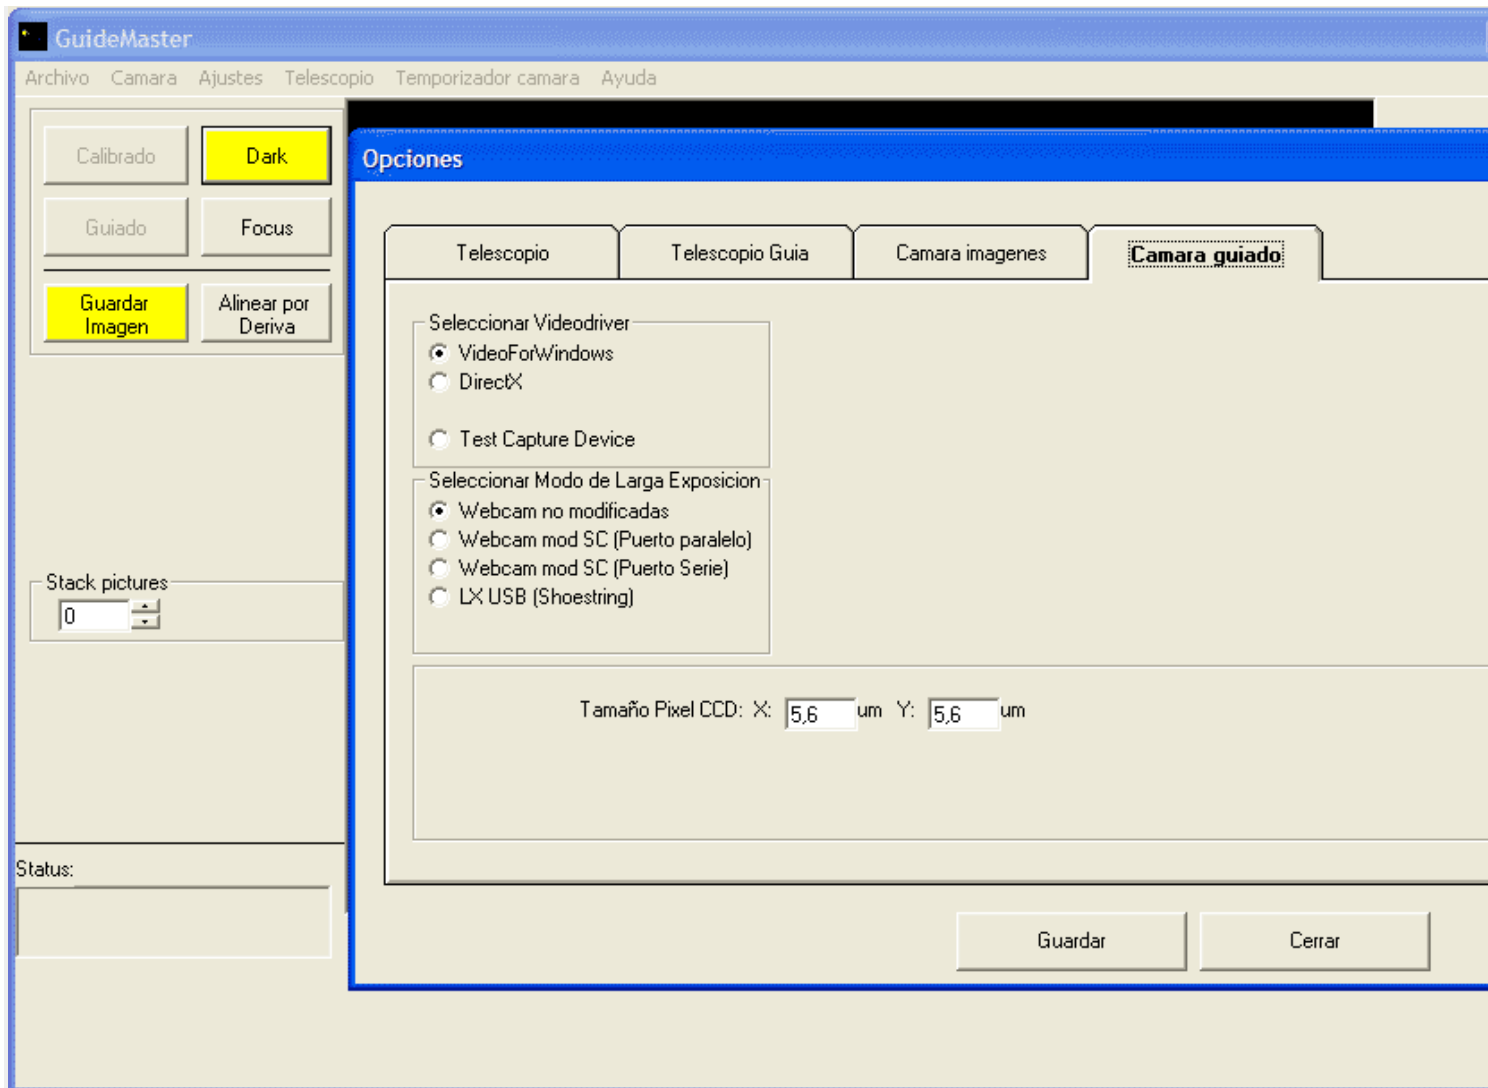 GuideMaster
Archivo Camara Ajustes Telescopio Temporizador camara Ayuda
Calibrado Dark
Guiado Focus
Guardar Imagen
Alinear por Deriva
Stack pictures
0
Status:
Opciones
Telescopio Telescopio Guia Camara imagenes Camara guiado
Seleccionar Videodriver
VideoForWindows
DirectX
Test Capture Device
Seleccionar Modo de Larga Exposicion
Webcam no modificadas
Webcam mod SC (Puerto paralelo)
Webcam mod SC (Puerto Serie)
LX USB (Shoestring)
Tamaño Pixel CCD: X: 5,6 um Y: 5,6 um
Guardar Cerrar